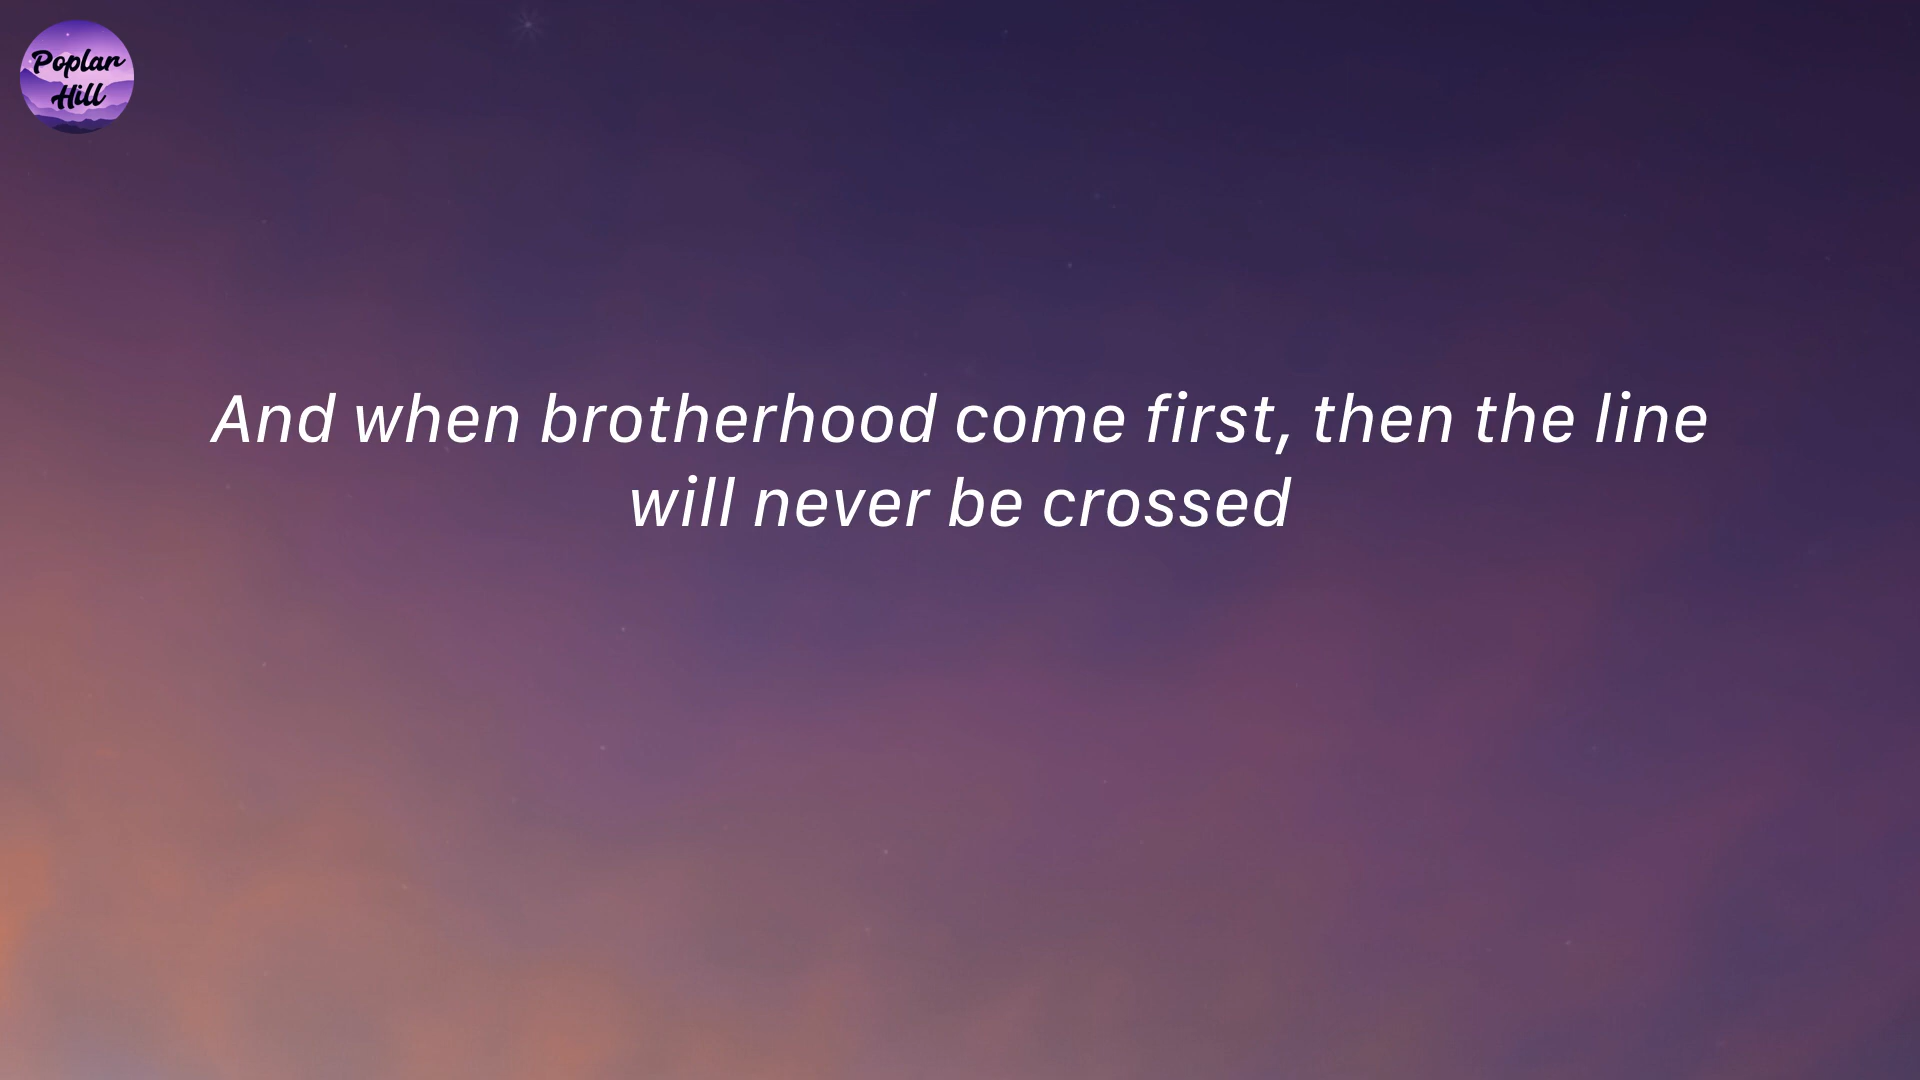 Poplar
Hill
And when brotherhood come first, then the line
will never be crossed